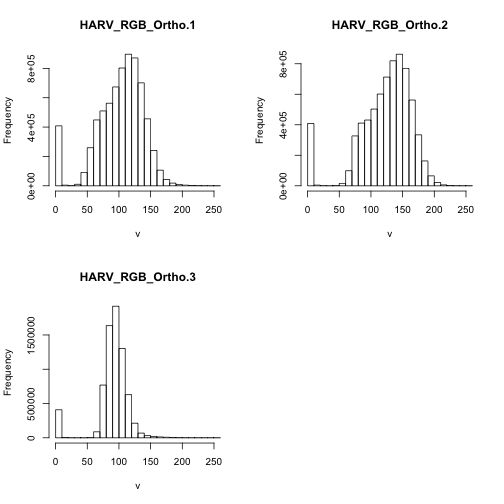 HARV_RGB_Ortho.1
Frequency
8e+05
4e+05
0e+00
0 50 100 150 200 250
v
HARV_RGB_Ortho.2
Frequency
8e+05
4e+05
0e+00
0 50 100 150 200 250
v
HARV_RGB_Ortho.3
Frequency
1500000
500000
0
0 50 100 150 200 250
v